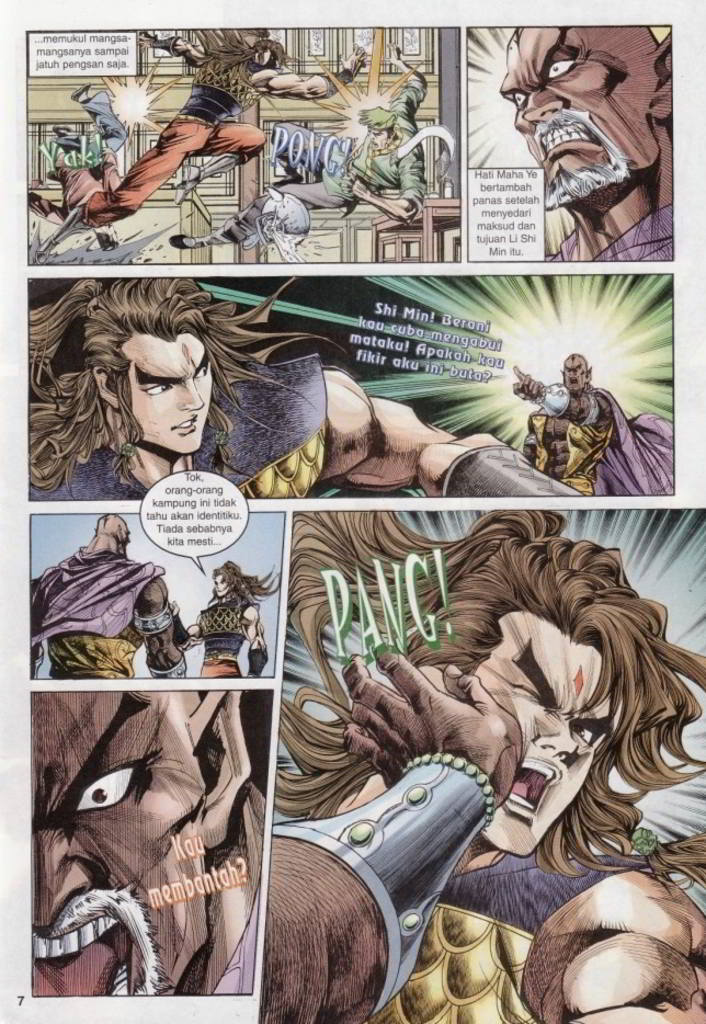 ...memukul mangsa-
mangsanya sampai
jatuh pengsan saja.
Yrak!
PONG!
Hati Maha Ye
bertambah
panas setelah
menyedari
maksud dan
tujuan Li Shi
Min itu.
Shi Min! Berani
kau cuba mengabui
mataku! Apakah kau
fikir aku ini buta?
Tok,
orang-orang
kampung ini tidak
tahu akan identitiku.
Tiada sebabnya
kita mesti...
PANG!
Kau
membantah?
7